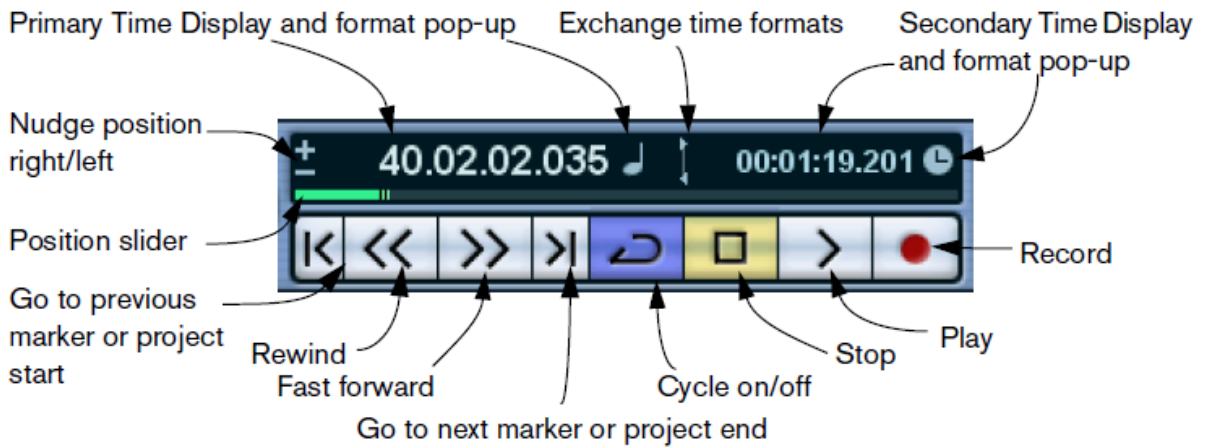 Primary Time Display and format pop-up
Exchange time formats
Secondary Time Display
and format pop-up
Nudge position
right/left
40.02.02.035
00:01:19.201
Position slider
Record
Go to previous
marker or project
start
Play
Rewind
Stop
Fast forward
Cycle on/off
Go to next marker or project end